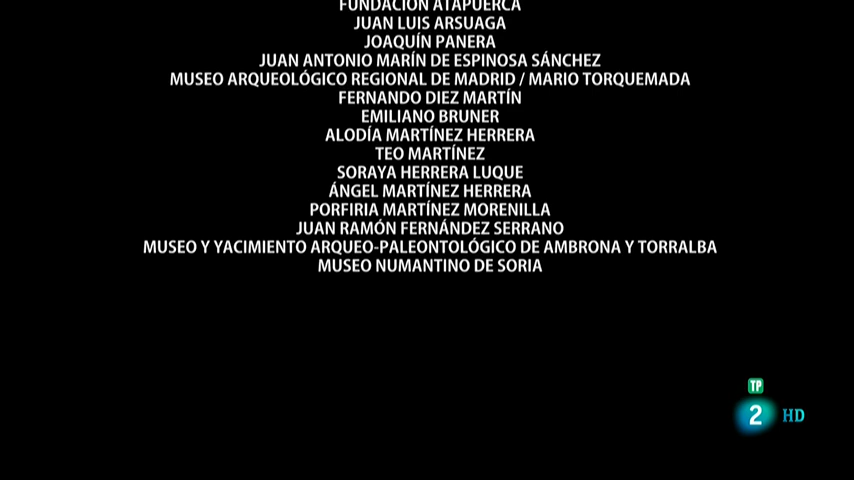 FUNDACIÓN ATAPUERCA
JUAN LUIS ARSUAGA
JOAQUÍN PANERA
JUAN ANTONIO MARÍN DE ESPINOSA SÁNCHEZ
MUSEO ARQUEOLÓGICO REGIONAL DE MADRID / MARIO TORQUEMADA
FERNANDO DIEZ MARTÍN
EMILIANO BRUNER
ALODÍA MARTÍNEZ HERRERA
TEO MARTÍNEZ
SORAYA HERRERA LUQUE
ÁNGEL MARTÍNEZ HERRERA
PORFIRIA MARTÍNEZ MORENILLA
JUAN RAMÓN FERNÁNDEZ SERRANO
MUSEO Y YACIMIENTO ARQUEO-PALEONTOLÓGICO DE AMBRONA Y TORRALBA
MUSEO NUMANTINO DE SORIA
TP
2 HD